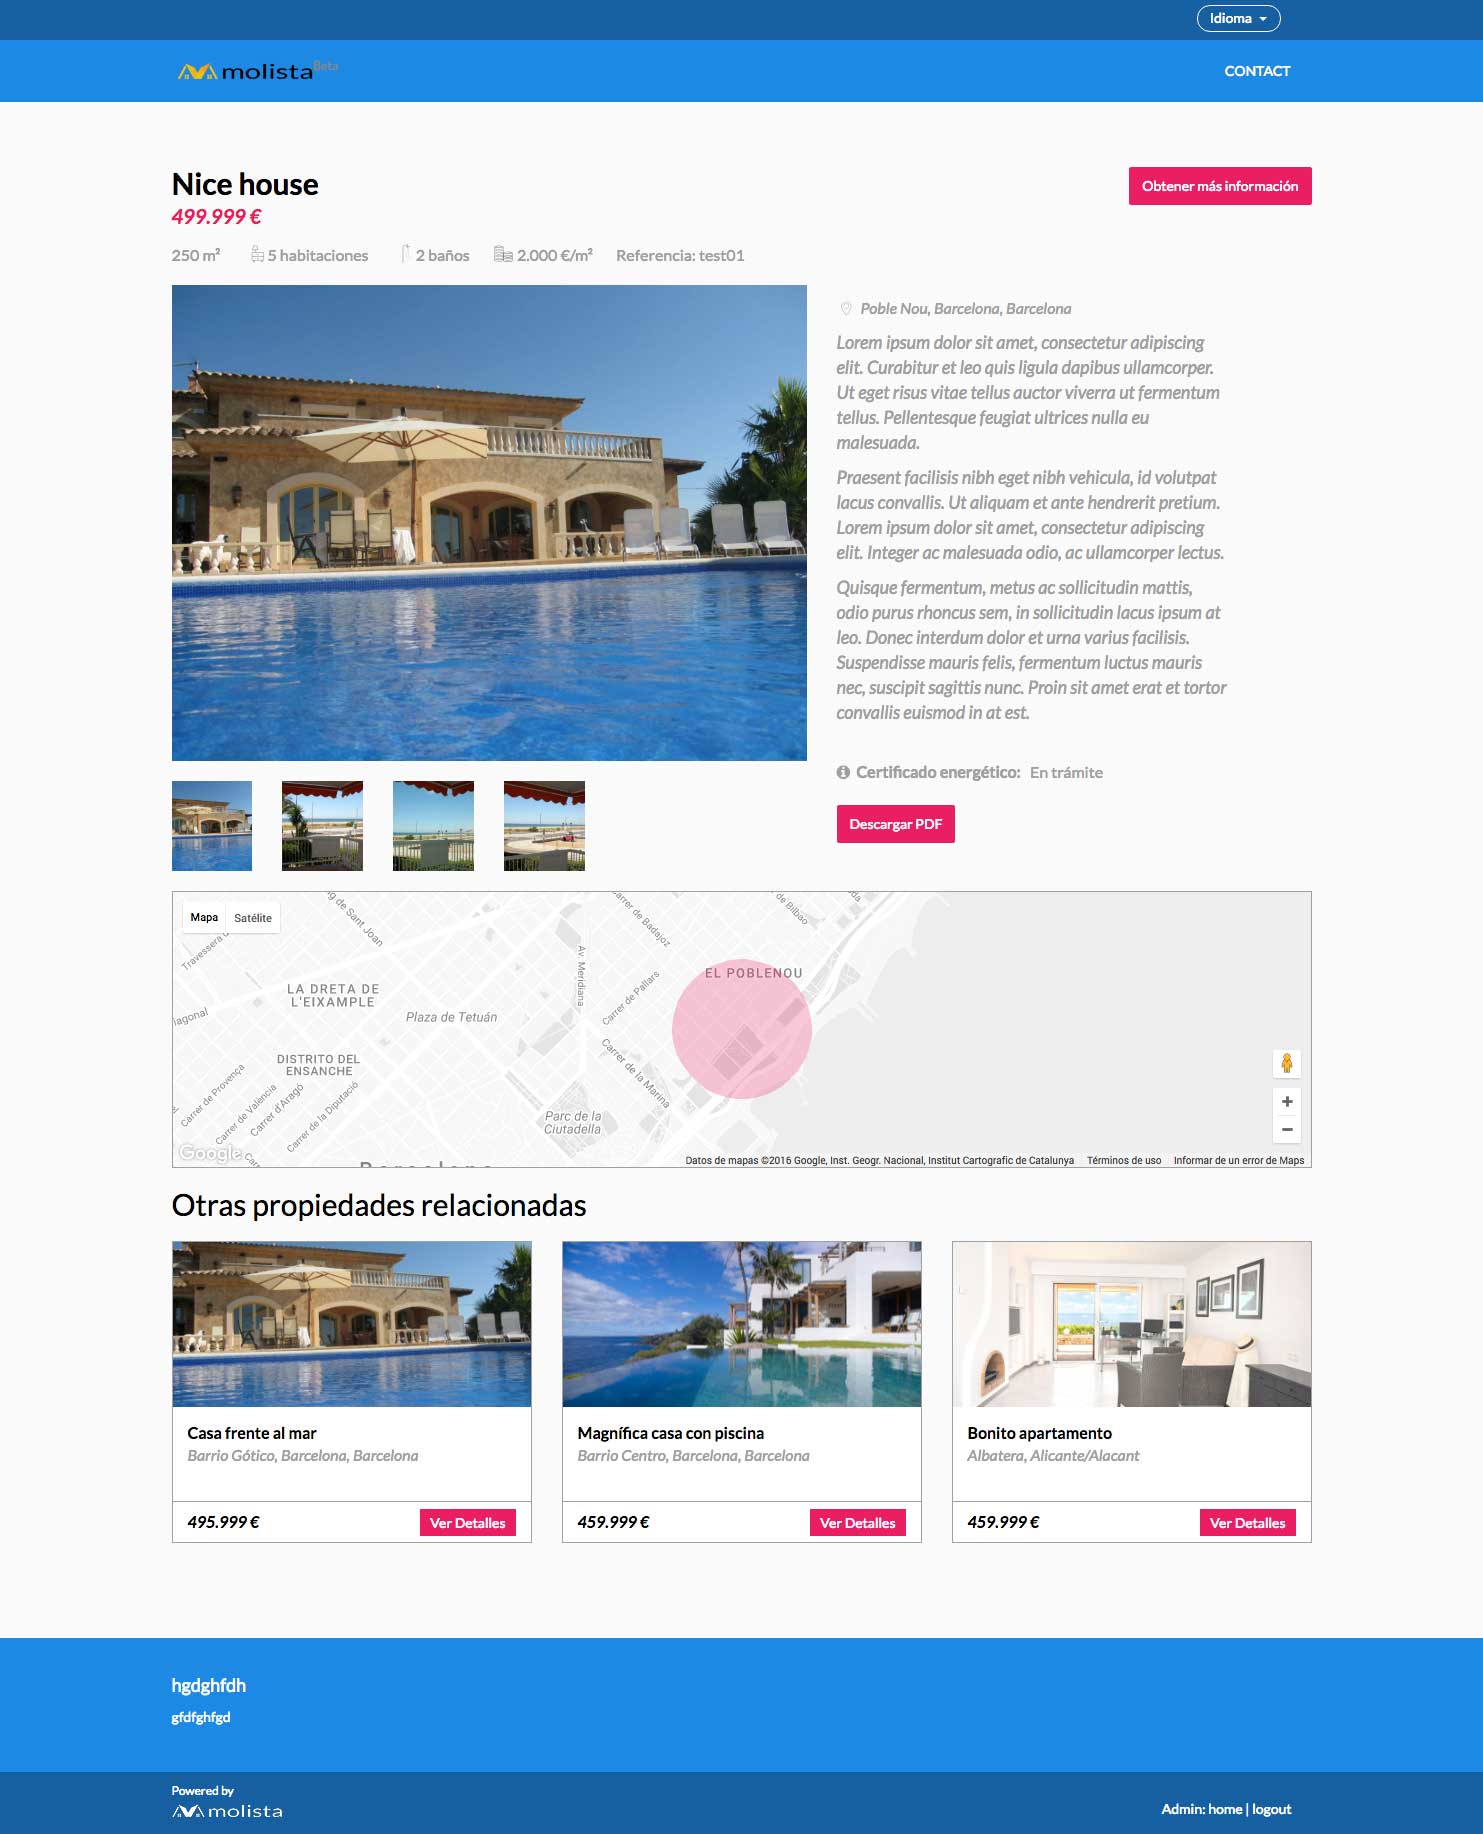 Idioma
molista Beta
CONTACT
Nice house
Obtener más información
499.999 €
250 m² 5 habitaciones 2 baños 2.000 €/m² Referencia: test01
Poble Nou, Barcelona, Barcelona
Lorem ipsum dolor sit amet, consectetur adipiscing
elit. Curabitur et leo quis ligula dapibus ullamcorper.
Ut eget risus vitae tellus auctor viverra ut fermentum
tellus. Pellentesque feugiat ultrices nulla eu
malesuada.
Praesent facilisis nibh eget nibh vehicula, id volutpat
lacus convallis. Ut aliquam et ante hendrerit pretium.
Lorem ipsum dolor sit amet, consectetur adipiscing
elit. Integer ac malesuada odio, ac ullamcorper lectus.
Quisque fermentum, metus ac sollicitudin mattis,
odio purus rhoncus sem, in sollicitudin lacus ipsum at
leo. Donec interdum dolor et urna varius facilisis.
Suspendisse mauris felis, fermentum luctus mauris
nec, suscipit sagittis nunc. Proin sit amet erat et tortor
convallis euismod in at est.
Certificado energético: En trámite
Descargar PDF
Mapa Satélite
g de Sant Joan
Carrer de Badajoz
r de Bilbao
Travessera
Av. Meridiana
EL POBLENOU
LA DRETA DE
L'EIXAMPLE
Carrer de Pallars
iagonal
Plaza de Tetuán
DISTRITO DEL
ENSANCHE
Carrer de la Marina
Carrer de Provença
Carrer de València
Carrer d'Aragó
Carrer de la Diputació
Parc de la
Ciutadella
Google
Barcelona
Datos de mapas ©2016 Google, Inst. Geogr. Nacional, Institut Cartografic de Catalunya Términos de uso Informar de un error de Maps
Otras propiedades relacionadas
Casa frente al mar
Barrio Gótico, Barcelona, Barcelona
495.999 € Ver Detalles
Magnífica casa con piscina
Barrio Centro, Barcelona, Barcelona
459.999 € Ver Detalles
Bonito apartamento
Albatera, Alicante/Alacant
459.999 € Ver Detalles
hgdghfdh
gfdfghfgd
Powered by
molista
Admin: home | logout